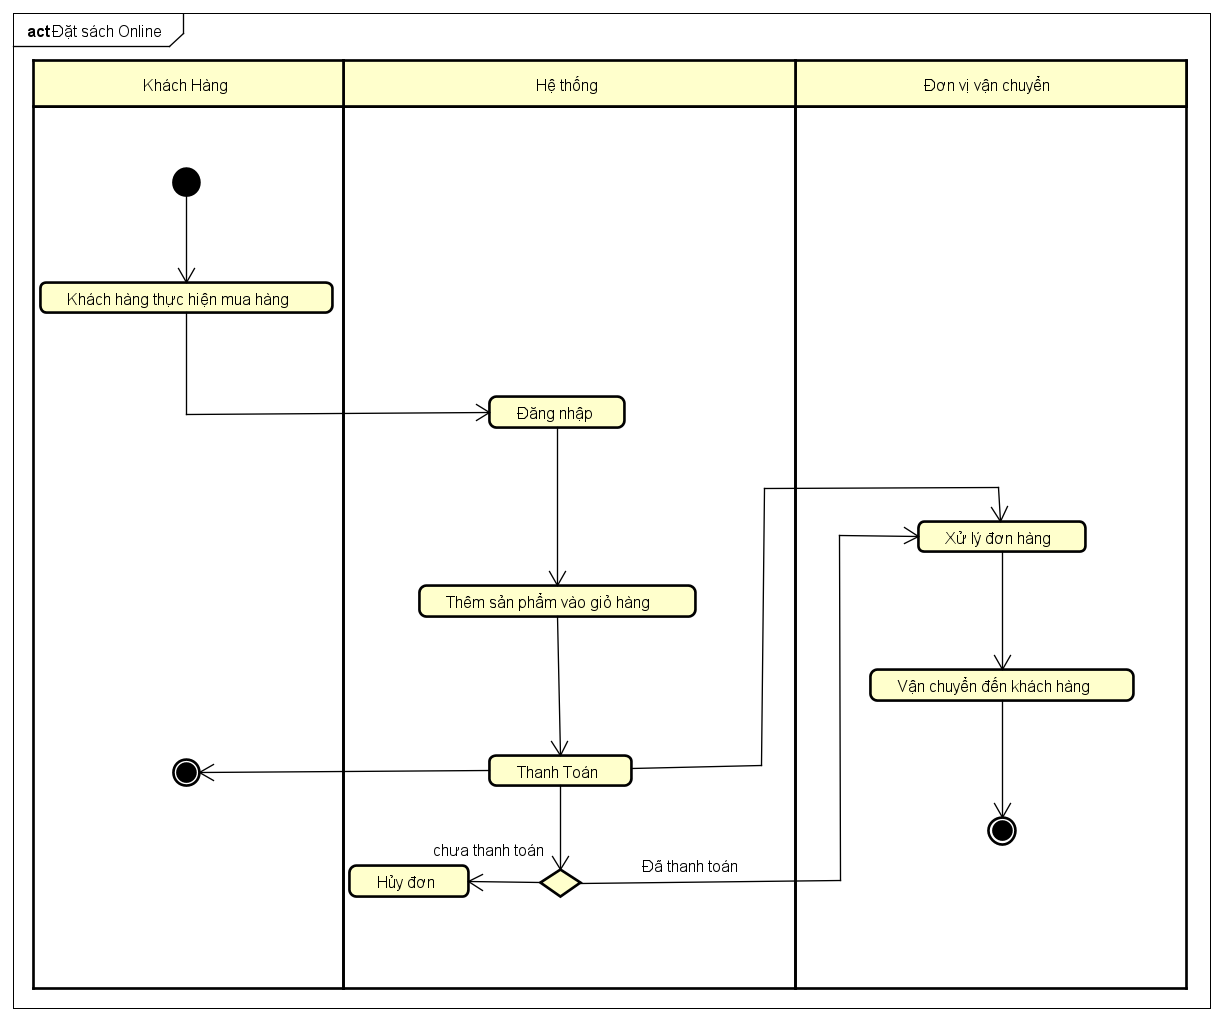 act Đặt sách Online
Khách Hàng
Hệ thống
Đơn vị vận chuyển
Khách hàng thực hiện mua hàng
Đăng nhập
Xử lý đơn hàng
Thêm sản phẩm vào giỏ hàng
Vận chuyển đến khách hàng
Thanh Toán
chưa thanh toán
Đã thanh toán
Hủy đơn